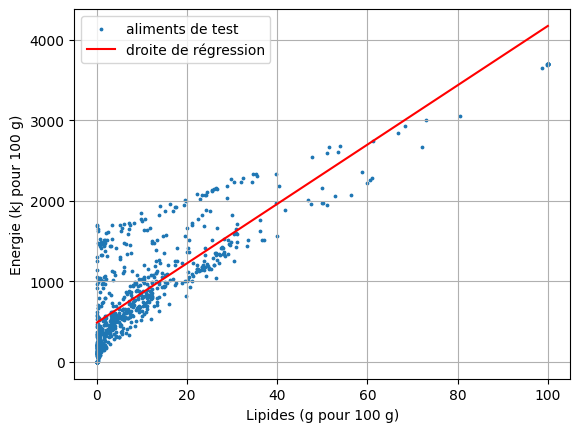 aliments de test
droite de régression
4000
3000
2000
1000
0
Energie (kJ pour 100 g)
0 20 40 60 80 100
Lipides (g pour 100 g)